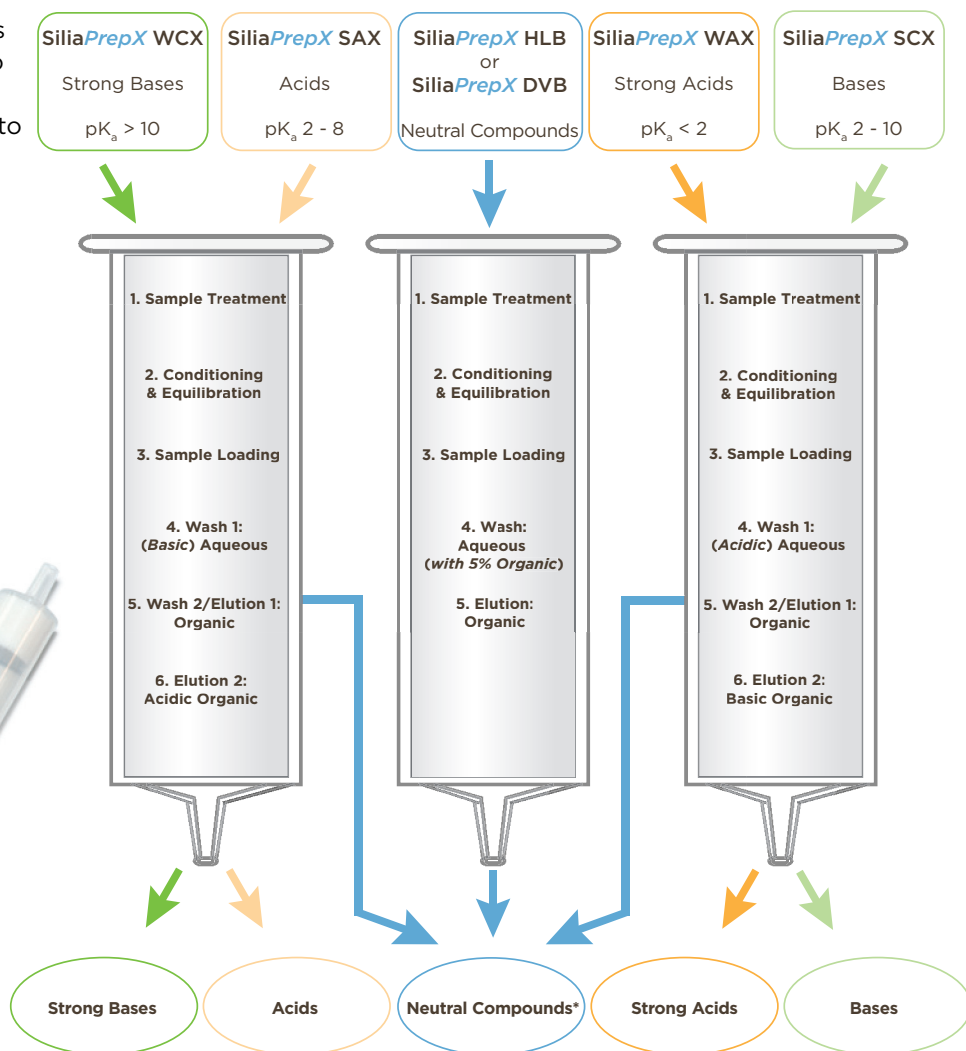 s
to
SiliaPrepX WCX
Strong Bases
pKa > 10
SiliaPrepX SAX
Acids
pKa 2 - 8
SiliaPrepX HLB
or
SiliaPrepX DVB
Neutral Compounds
SiliaPrepX WAX
Strong Acids
pKa < 2
SiliaPrepX SCX
Bases
pKa 2 - 10
1. Sample Treatment
2. Conditioning
& Equilibration
3. Sample Loading
4. Wash 1:
(Basic) Aqueous
5. Wash 2/Elution 1:
Organic
6. Elution 2:
Acidic Organic
1. Sample Treatment
2. Conditioning
& Equilibration
3. Sample Loading
4. Wash:
Aqueous
(with 5% Organic)
5. Elution:
Organic
1. Sample Treatment
2. Conditioning
& Equilibration
3. Sample Loading
4. Wash 1:
(Acidic) Aqueous
5. Wash 2/Elution 1:
Organic
6. Elution 2:
Basic Organic
Strong Bases
Acids
Neutral Compounds*
Strong Acids
Bases